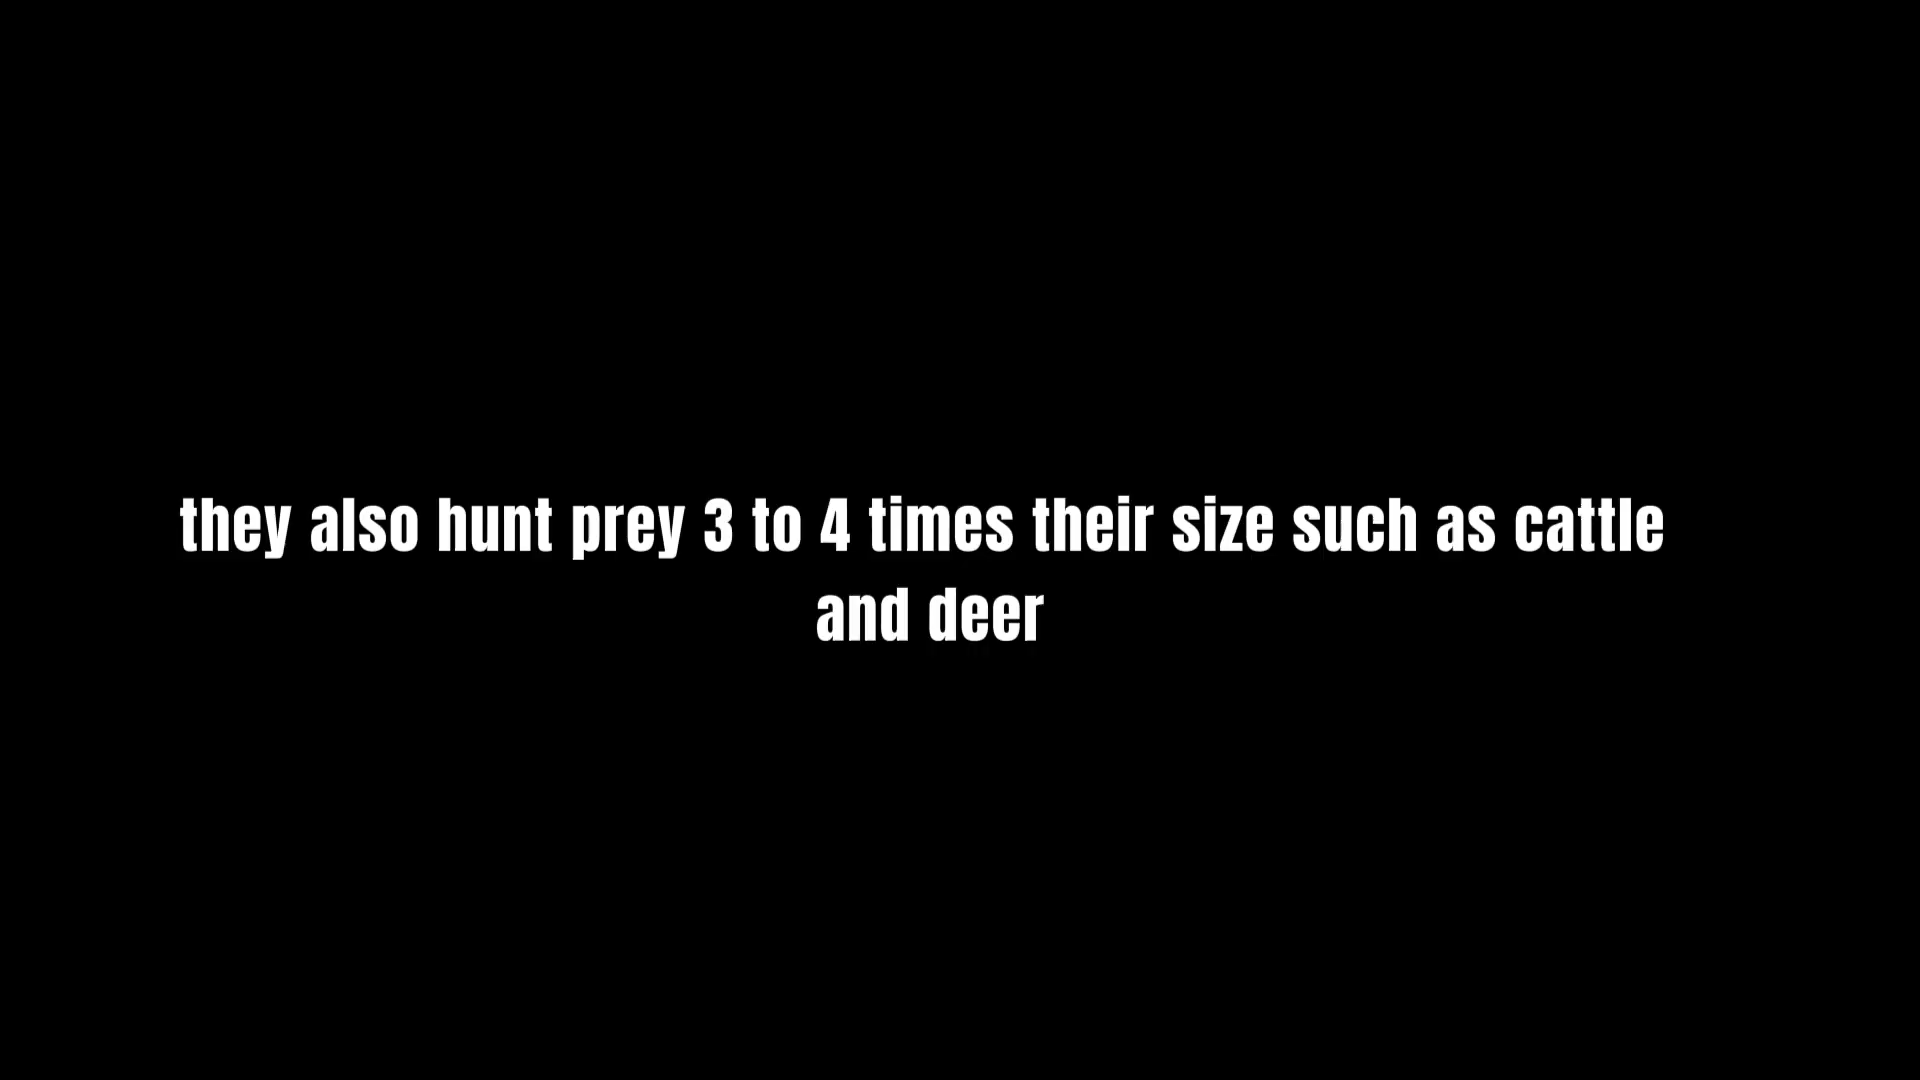 they also hunt prey 3 to 4 times their size such as cattle
and deer